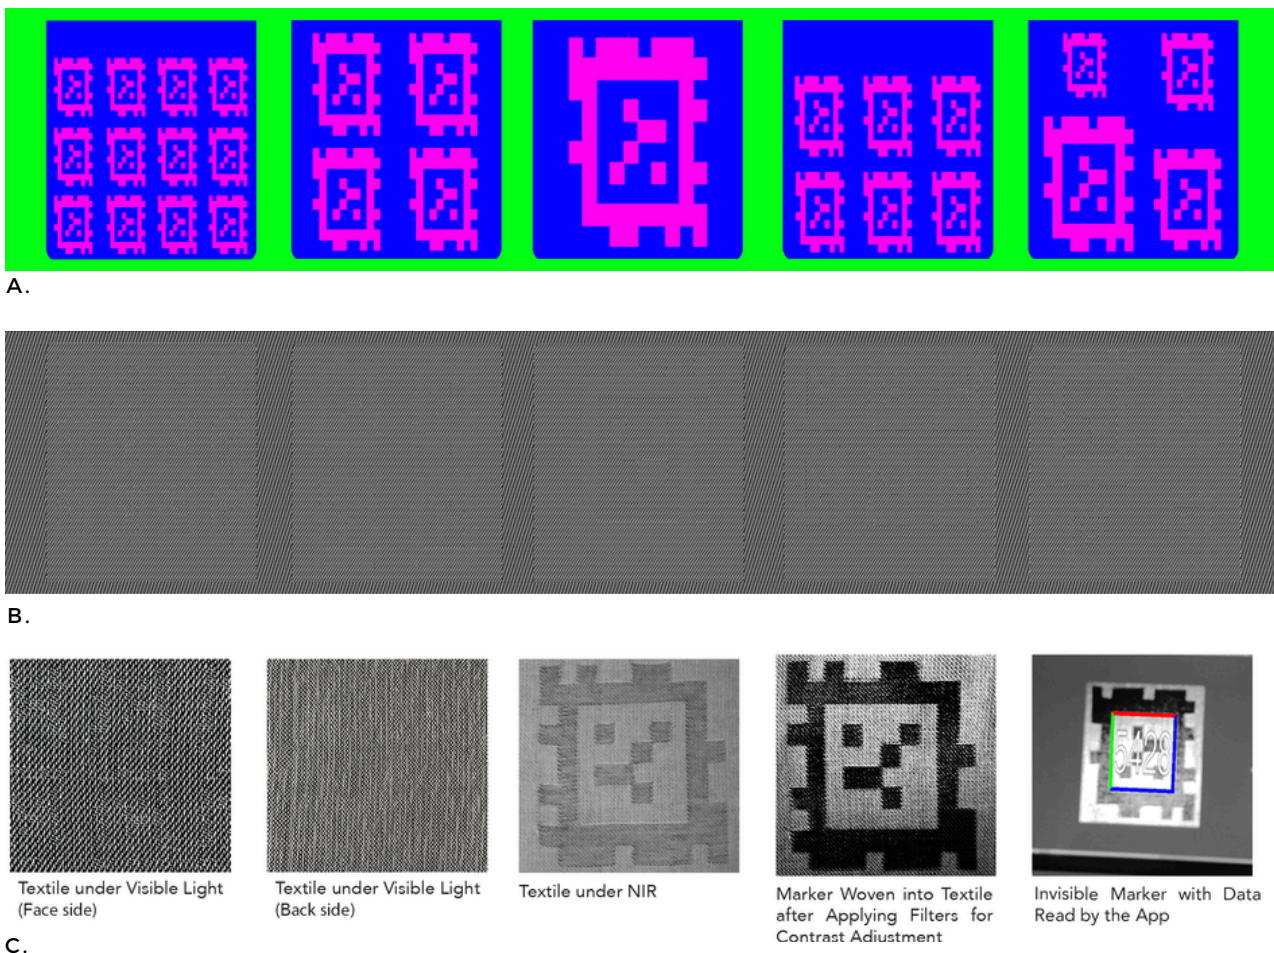 A.
B.
5428
Textile under Visible Light
(Face side)
Textile under Visible Light
(Back side)
Textile under NIR
Marker Woven into Textile
after Applying Filters for
Contrast Adjustment
Invisible Marker with Data
Read by the App
C.